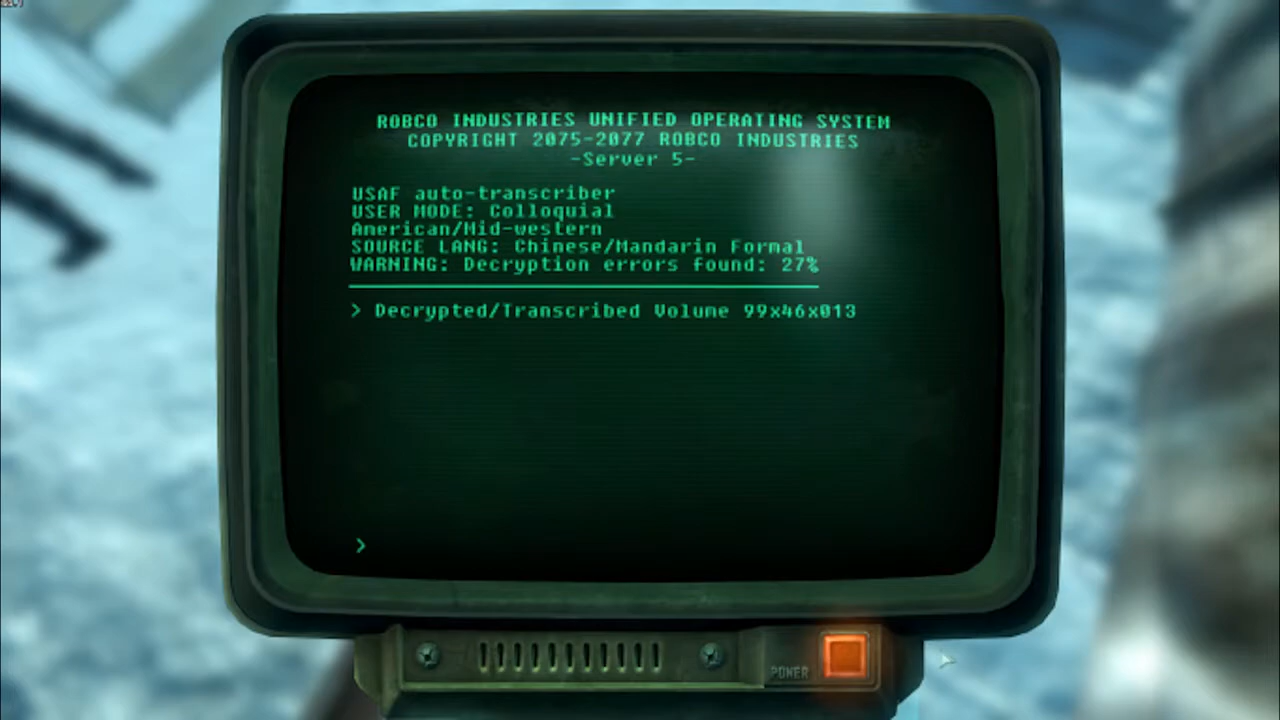 ROBCO INDUSTRIES UNIFIED OPERATING SYSTEM
COPYRIGHT 2075-2077 ROBCO INDUSTRIES
-Server 5-
USAF auto-transcriber
USER MODE: Colloquial
American/Mid-western
SOURCE LANG: Chinese/Mandarin Formal
WARNING: Decryption errors found: 27%
> Decrypted/Transcribed Volume 99x46x013
>
POWER